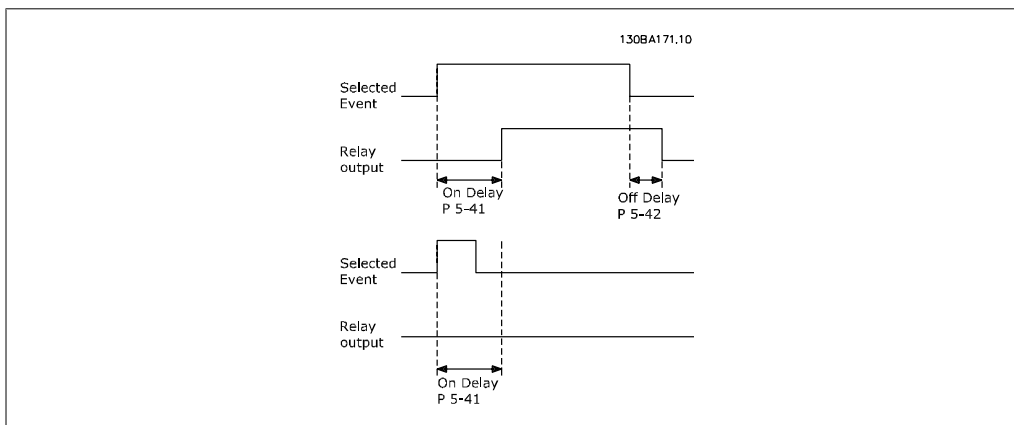 130BA171.10
Selected
Event
Relay
output
On Delay
P 5-41
Off Delay
P 5-42
Selected
Event
Relay
output
On Delay
P 5-41